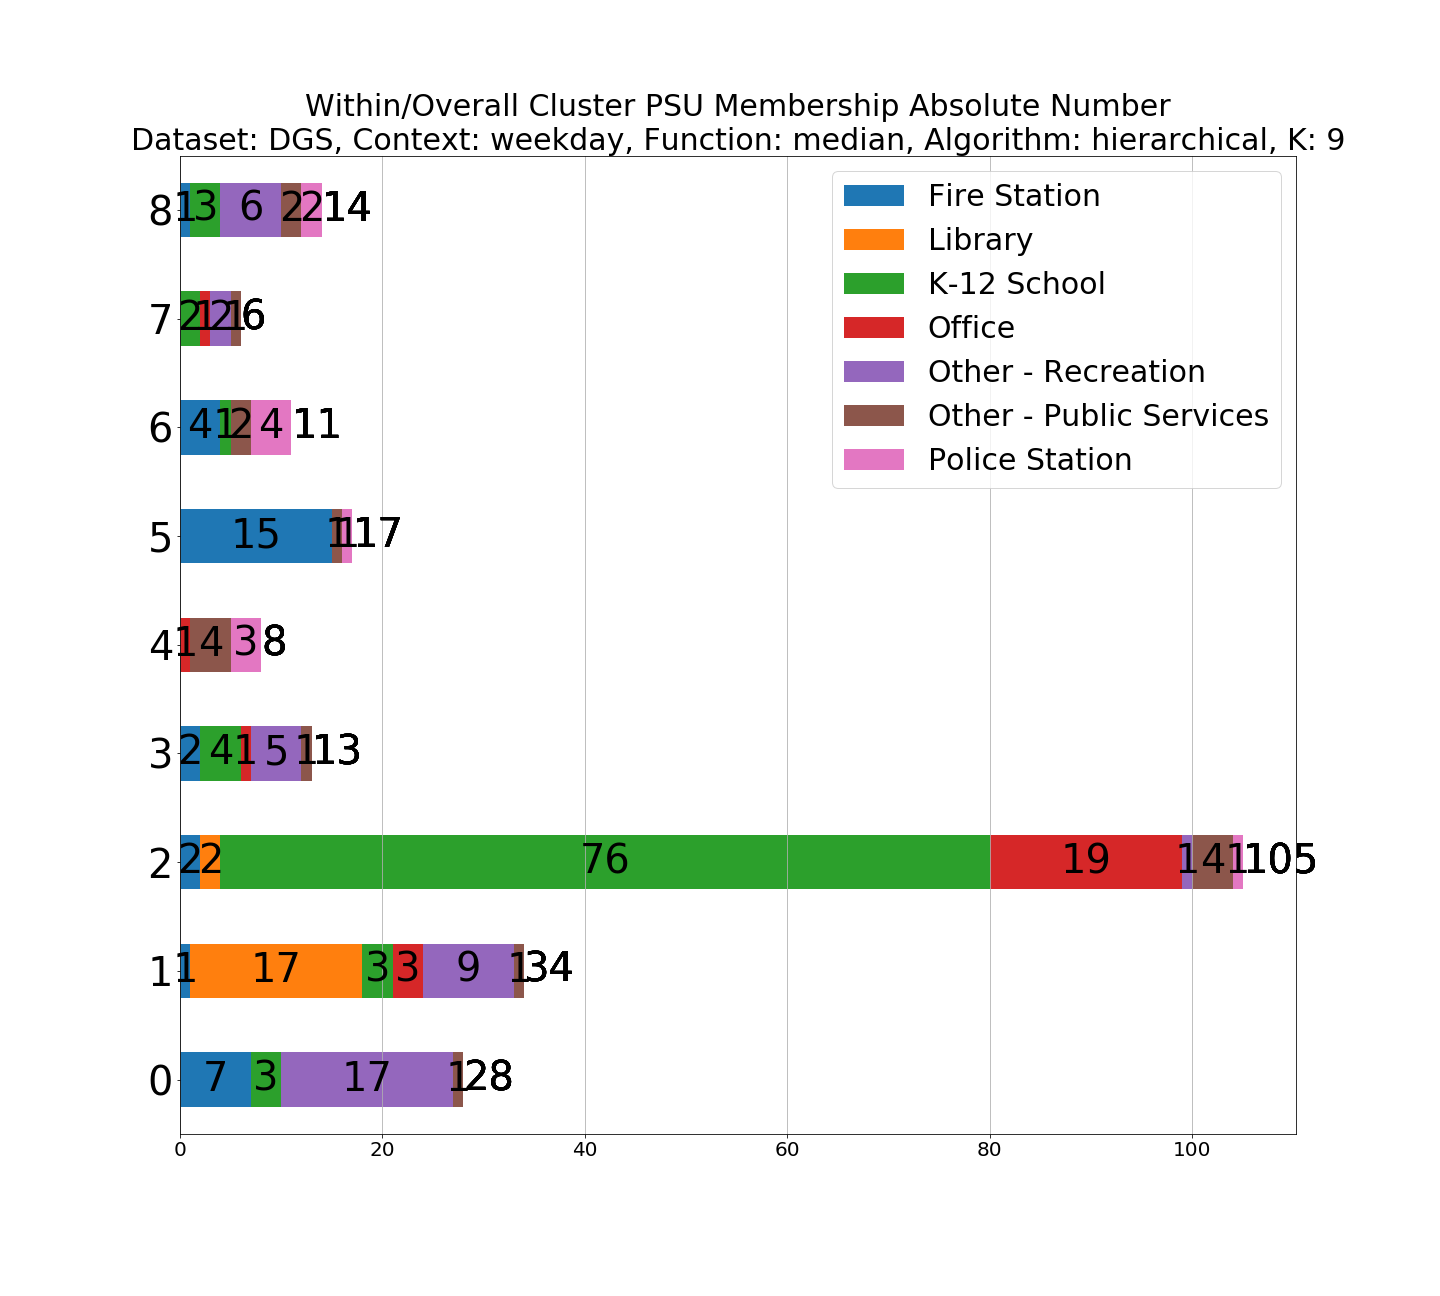 Within/Overall Cluster PSU Membership Absolute Number
Dataset: DGS, Context: weekday, Function: median, Algorithm: hierarchical, K: 9
Fire Station
Library
K-12 School
Office
Other - Recreation
Other - Public Services
Police Station
8 1 3 6 2 2 14
7 2 1 2 1 6
6 4 1 2 4 11
5 15 1 1 17
4 1 4 3 8
3 2 4 1 5 1 13
2 2 2 76 19 1 4 1 105
1 1 17 3 3 9 1 34
0 7 3 17 1 28
0 20 40 60 80 100